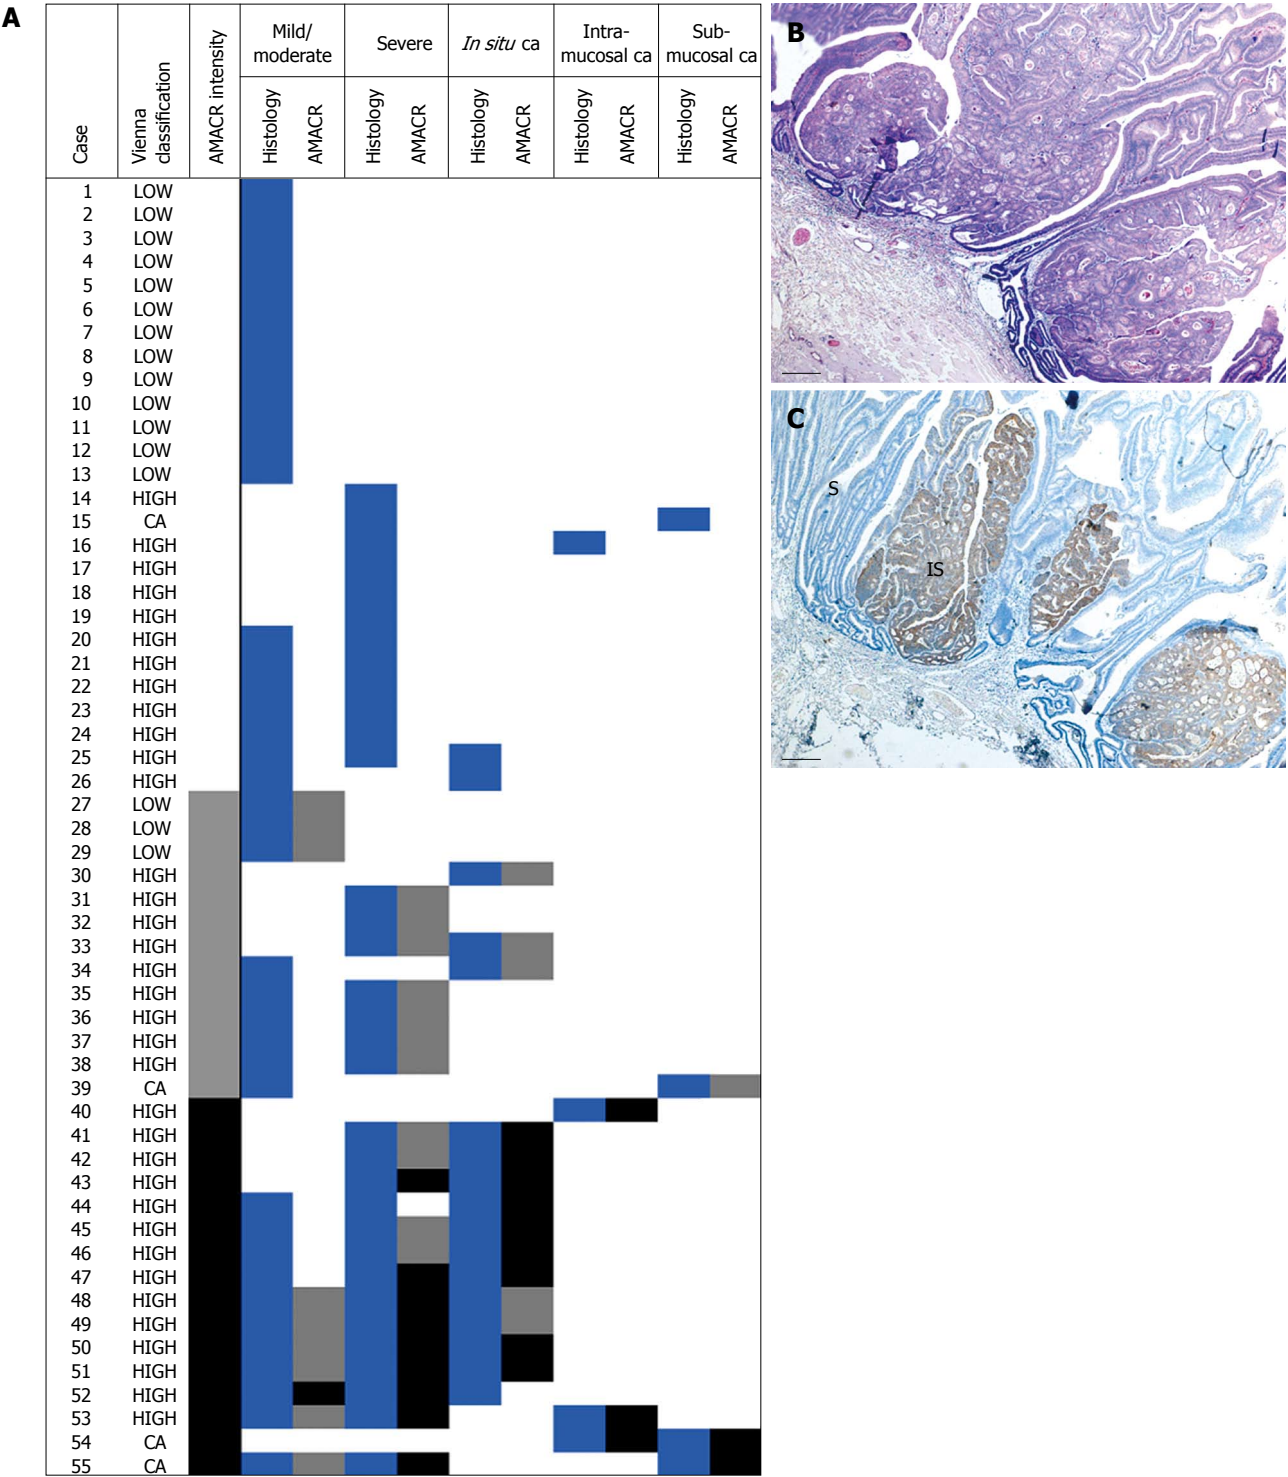 A
Case
Vienna
classification
AMACR intensity
Mild/
moderate
Severe
In situ ca
Intra-
mucosal ca
Sub-
mucosal ca
Histology
AMACR
Histology
AMACR
Histology
AMACR
Histology
AMACR
Histology
AMACR
1 LOW
2 LOW
3 LOW
4 LOW
5 LOW
6 LOW
7 LOW
8 LOW
9 LOW
10 LOW
11 LOW
12 LOW
13 LOW
14 HIGH
15 CA
16 HIGH
17 HIGH
18 HIGH
19 HIGH
20 HIGH
21 HIGH
22 HIGH
23 HIGH
24 HIGH
25 HIGH
26 HIGH
27 LOW
28 LOW
29 LOW
30 HIGH
31 HIGH
32 HIGH
33 HIGH
34 HIGH
35 HIGH
36 HIGH
37 HIGH
38 HIGH
39 CA
40 HIGH
41 HIGH
42 HIGH
43 HIGH
44 HIGH
45 HIGH
46 HIGH
47 HIGH
48 HIGH
49 HIGH
50 HIGH
51 HIGH
52 HIGH
53 HIGH
54 CA
55 CA
B
C
S
IS